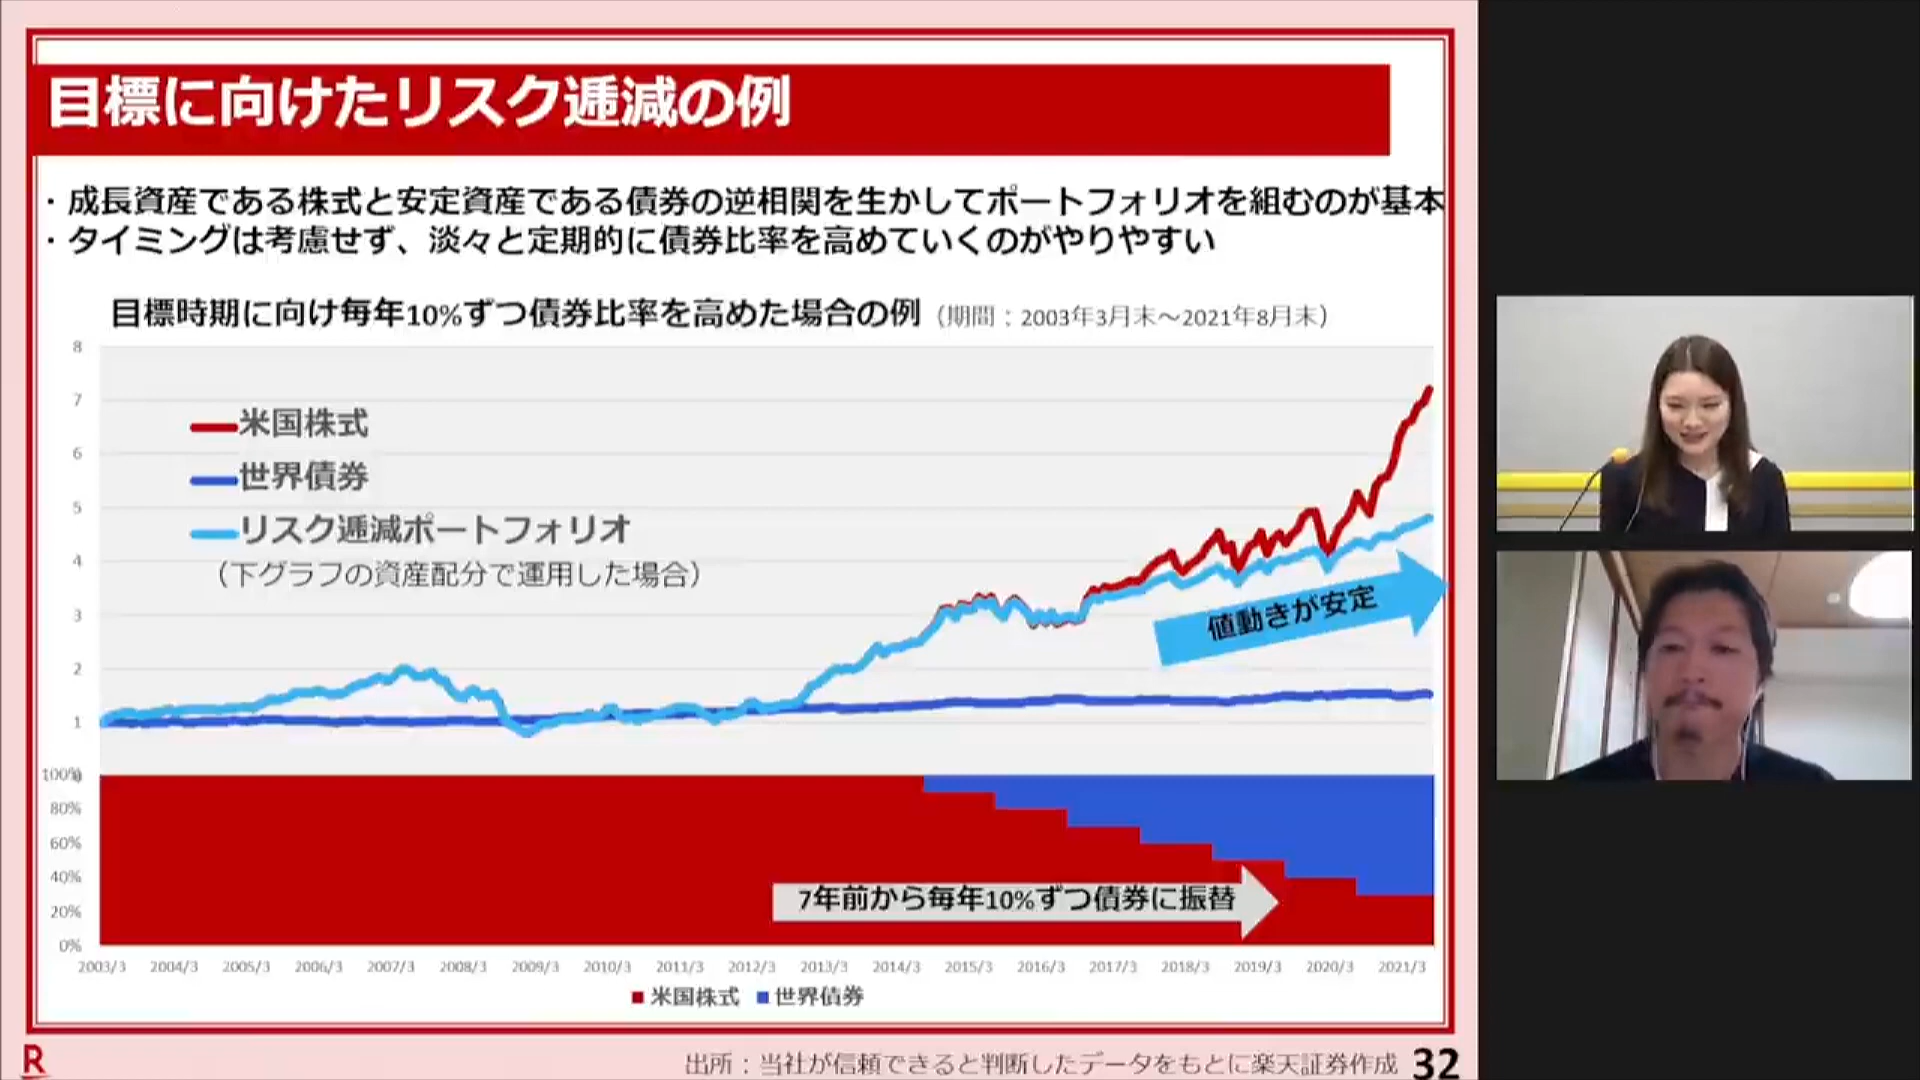 目標に向けたリスク逓減の例
・成長資産である株式と安定資産である債券の逆相関を生かしてポートフォリオを組むのが基本
・タイミングは考慮せず、淡々と定期的に債券比率を高めていくのがやりやすい
目標時期に向け毎年10%ずつ債券比率を高めた場合の例（期間：2003年3月末～2021年8月末）
8
7
6
5
4
3
2
1
米国株式
世界債券
リスク逓減ポートフォリオ
（下グラフの資産配分で運用した場合）
値動きが安定
100%
80%
60%
40%
20%
0%
7年前から毎年10%ずつ債券に振替
2003/3 2004/3 2005/3 2006/3 2007/3 2008/3 2009/3 2010/3 2011/3 2012/3 2013/3 2014/3 2015/3 2016/3 2017/3 2018/3 2019/3 2020/3 2021/3
米国株式 世界債券
R
出所：当社が信頼できると判断したデータをもとに楽天証券作成 32